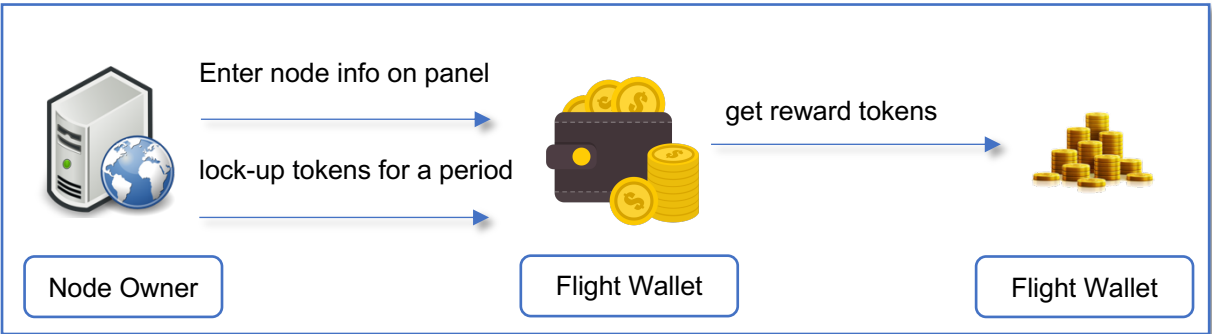 Enter node info on panel
get reward tokens
lock-up tokens for a period
Node Owner
Flight Wallet
Flight Wallet